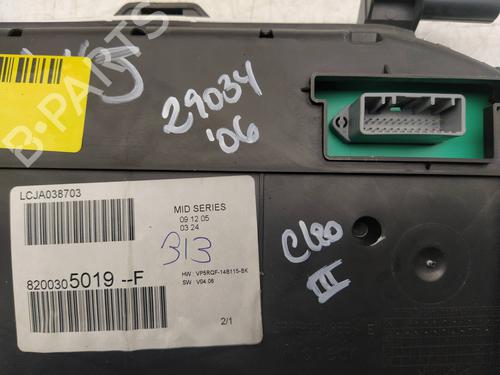 B-PARTS
29034
'06
LCJA038703
MID SERIES
09 12 05
03:24
313
HW : VP5RQF-14B115-BK
SW : V04.06
8200305019 --F
2/1
Clio
III